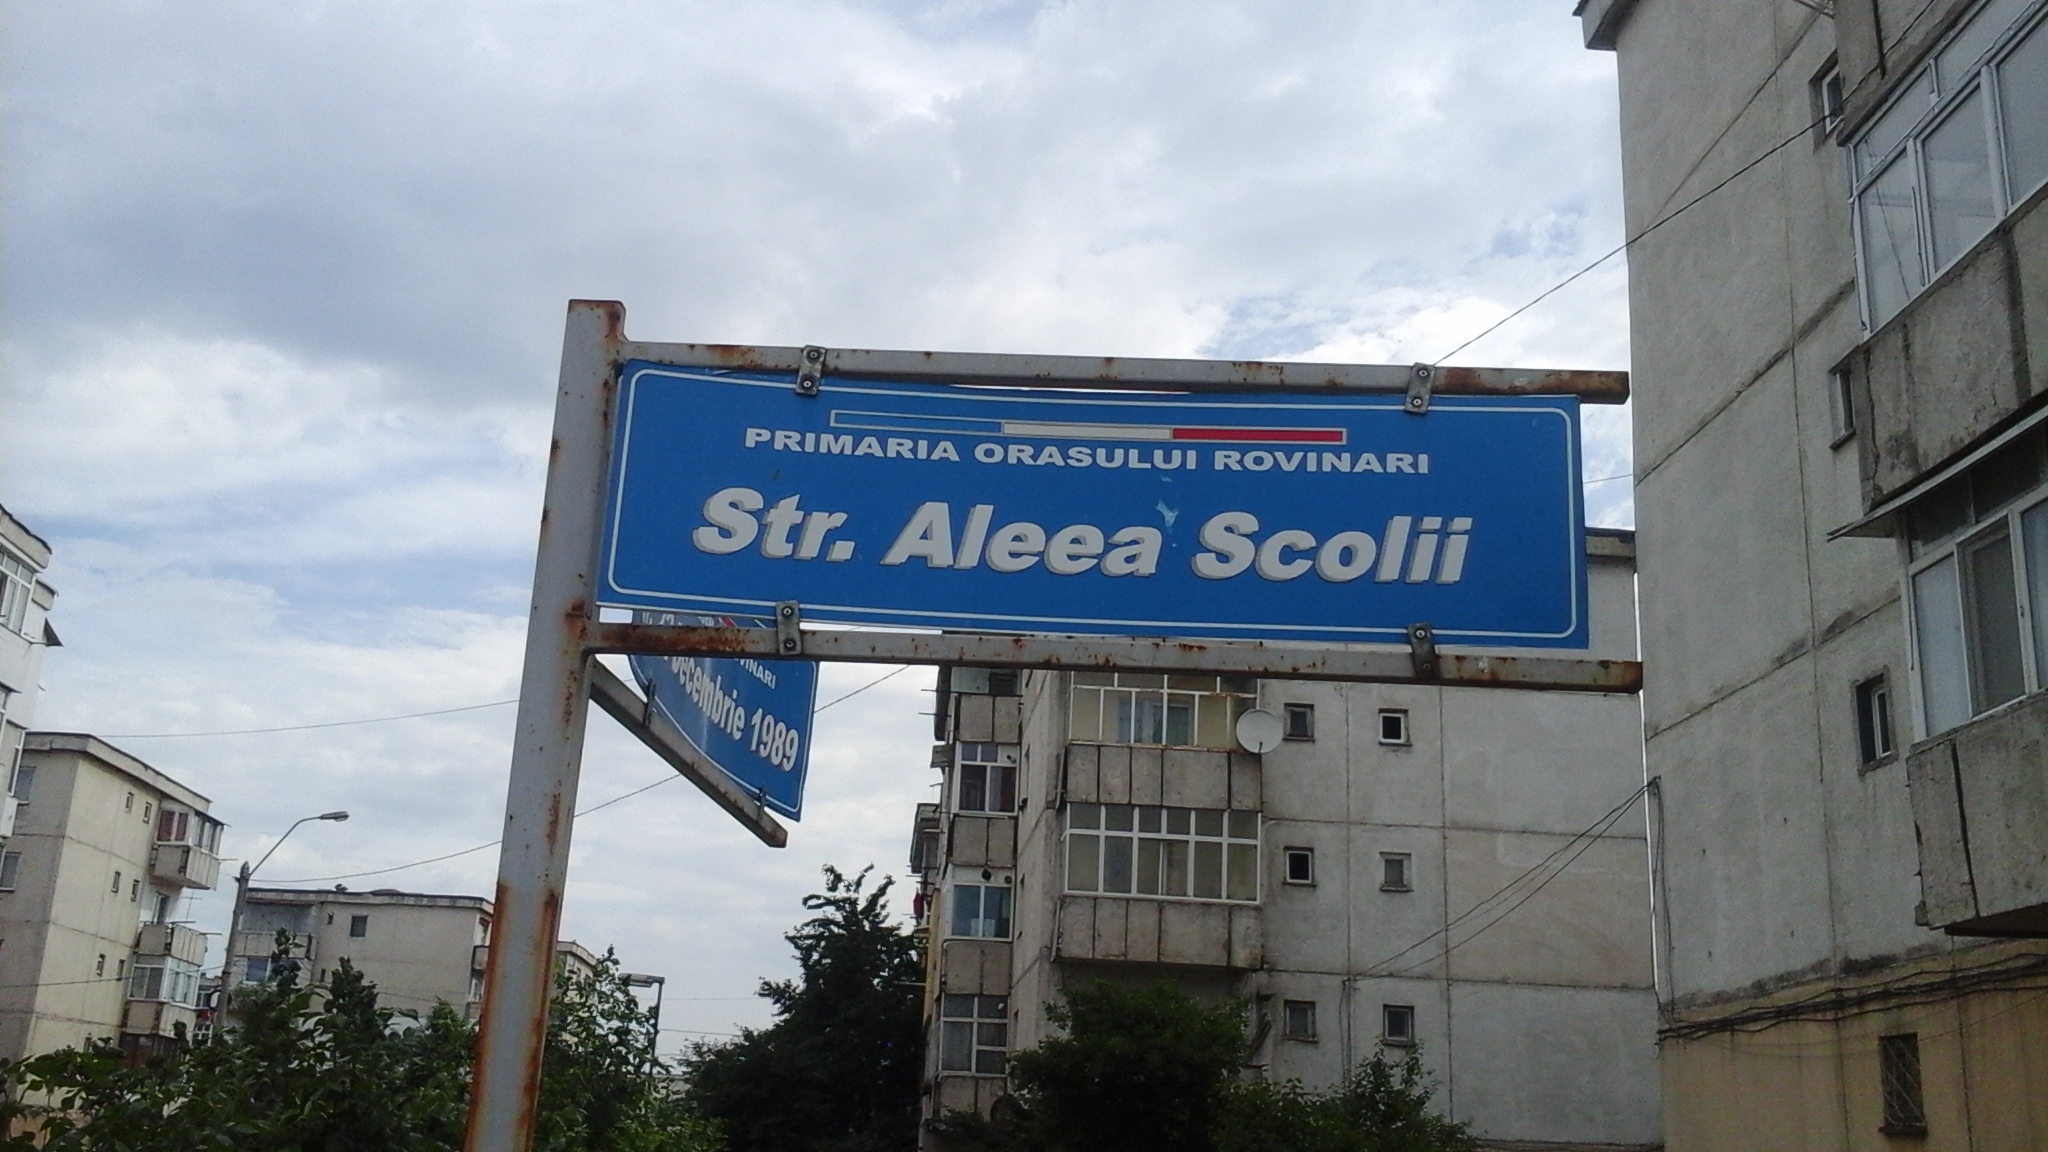 PRIMARIA ORASULUI ROVINARI
Str. Aleea Scolii
ROVINARI
Decembrie 1989